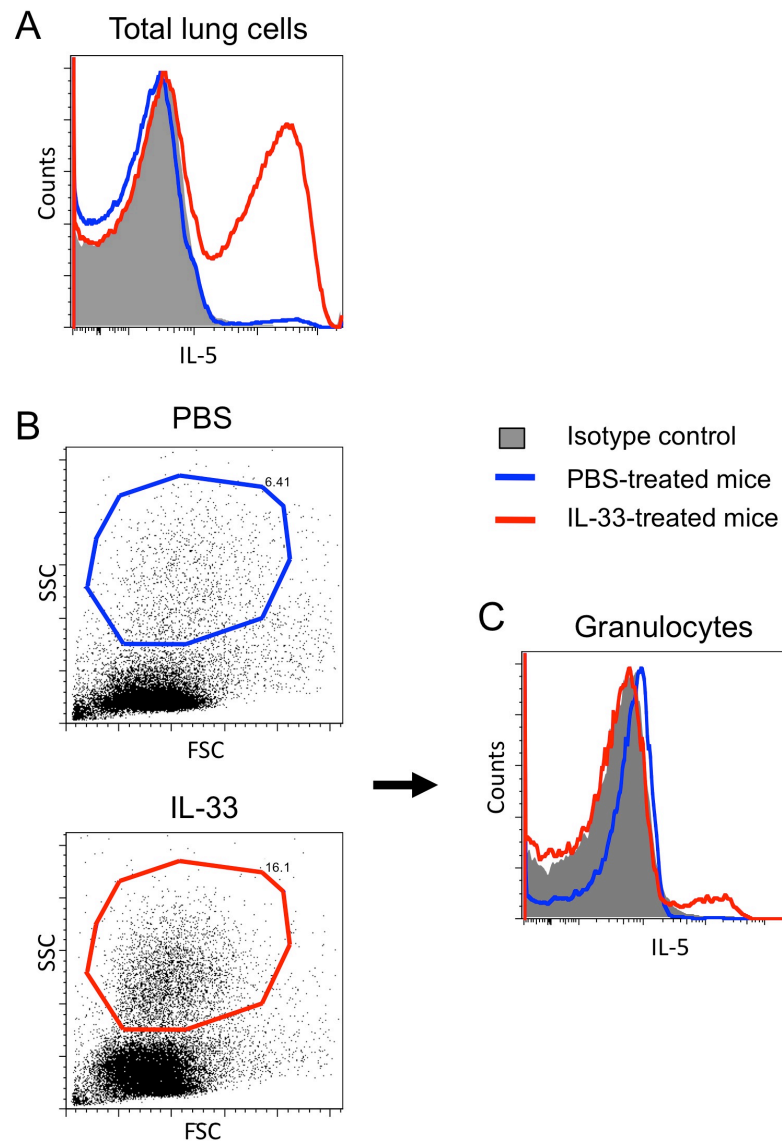 A
Total lung cells
Counts
IL-5
B
PBS
6.41
SSC
FSC
Isotype control
PBS-treated mice
IL-33-treated mice
C
Granulocytes
Counts
IL-5
IL-33
16.1
SSC
FSC